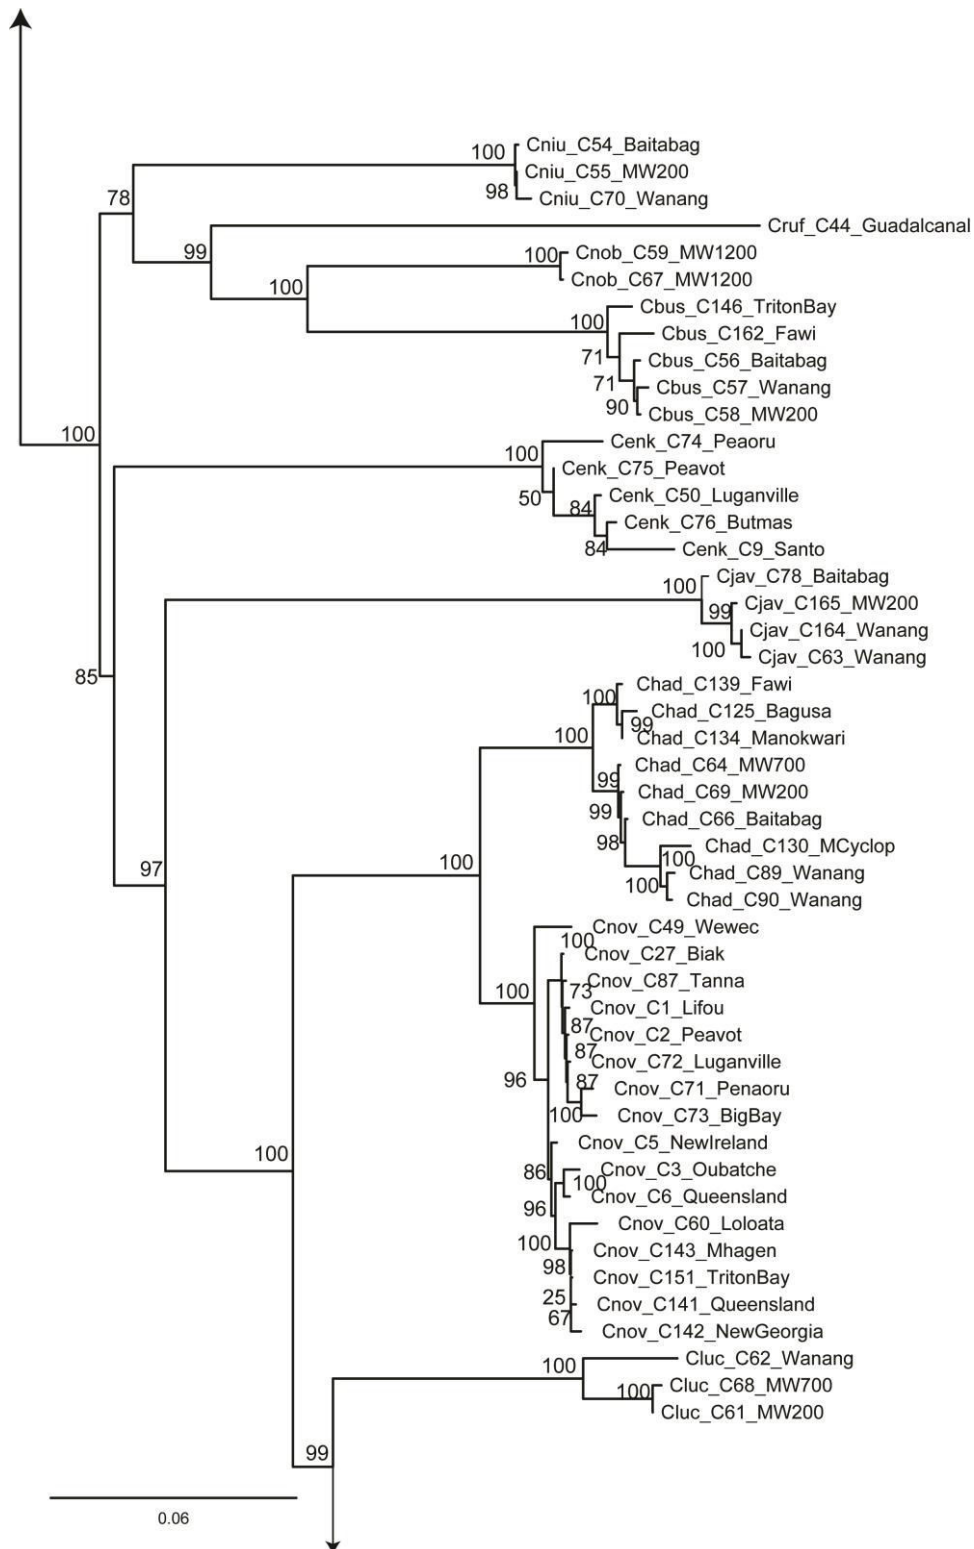 100 Cniu_C54_Baitabag
Cniu_C55_MW200
78 98 Cniu_C70_Wanang
Cruf_C44_Guadalcanal
99 100 Cnob_C59_MW1200
100 Cnob_C67_MW1200
Cbus_C146_TritonBay
100 Cbus_C162_Fawi
71 Cbus_C56_Baitabag
71 Cbus_C57_Wanang
90 Cbus_C58_MW200
100 Cenk_C74_Peaoru
100 Cenk_C75_Peavot
50 84 Cenk_C50_Luganville
Cenk_C76_Butmas
84 Cenk_C9_Santo
100 Cjav_C78_Baitabag
99 Cjav_C165_MW200
Cjav_C164_Wanang
100 Cjav_C63_Wanang
85 100 Chad_C139_Fawi
99 Chad_C125_Bagusa
100 Chad_C134_Manokwari
99 Chad_C64_MW700
Chad_C69_MW200
99 Chad_C66_Baitabag
98 Chad_C130_MCyclop
97 100 100 Chad_C89_Wanang
100 Chad_C90_Wanang
Cnov_C49_Wewec
100 Cnov_C27_Biak
100 73 Cnov_C87_Tanna
Cnov_C1_Lifou
87 Cnov_C2_Peavot
87 Cnov_C72_Luganville
96 87 Cnov_C71_Penaoru
100 Cnov_C73_BigBay
100 Cnov_C5_NewIreland
86 100 Cnov_C3_Oubatche
96 Cnov_C6_Queensland
Cnov_C60_Loloata
100 Cnov_C143_Mhagen
98 Cnov_C151_TritonBay
25 Cnov_C141_Queensland
67 Cnov_C142_NewGeorgia
100 Cluc_C62_Wanang
100 Cluc_C68_MW700
Cluc_C61_MW200
99
0.06